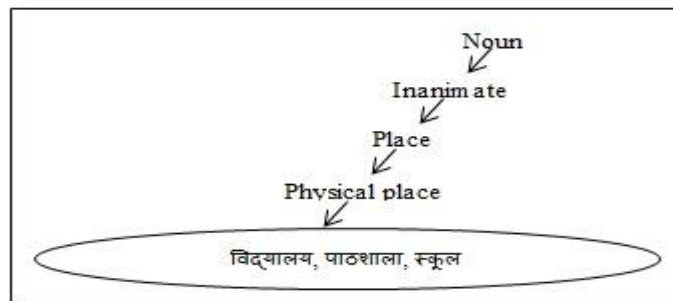 Noun
Inanimate
Place
Physical place
विद्यालय, पाठशाला, स्कूल